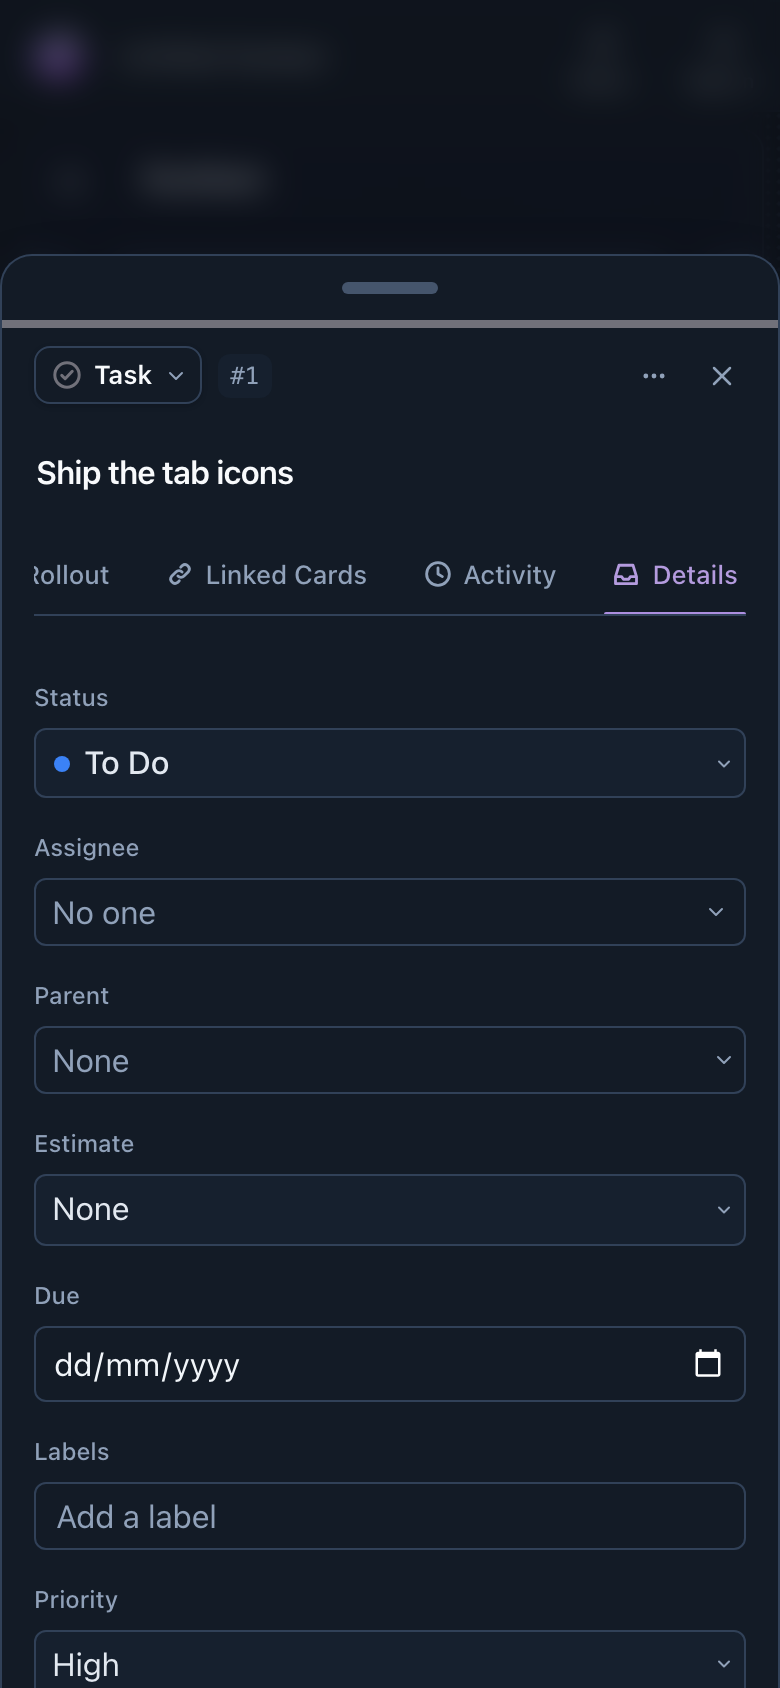 Task
#1
Ship the tab icons
Rollout
Linked Cards
Activity
Details
Status
To Do
Assignee
No one
Parent
None
Estimate
None
Due
dd/mm/yyyy
Labels
Add a label
Priority
High